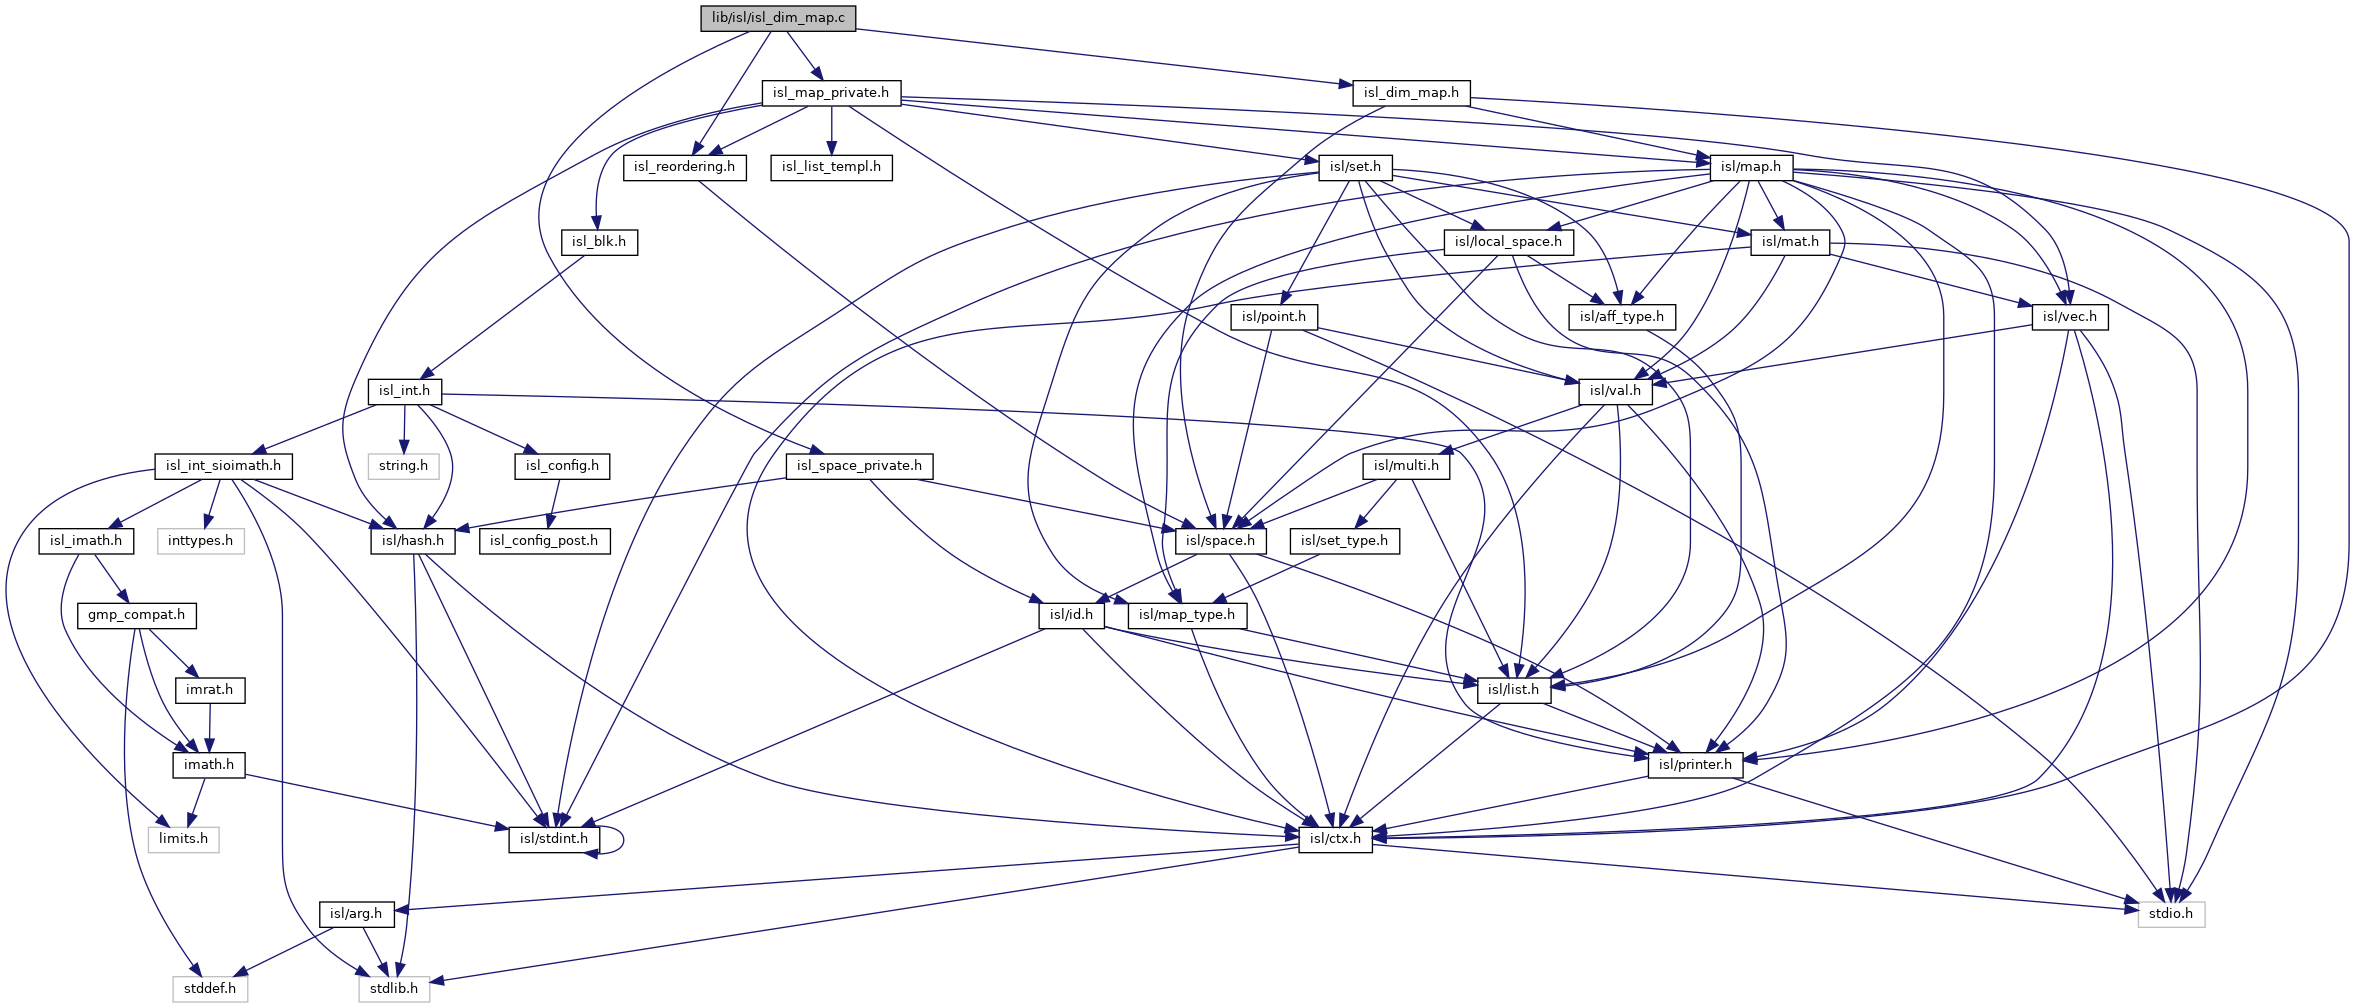 lib/isl/isl_dim_map.c
isl_map_private.h
isl_dim_map.h
isl_reordering.h
isl_list_templ.h
isl/set.h
isl/map.h
isl_blk.h
isl/local_space.h
isl/mat.h
isl/point.h
isl/aff_type.h
isl/vec.h
isl_int.h
isl/val.h
isl_int_sioimath.h
string.h
isl_config.h
isl_space_private.h
isl/multi.h
isl_imath.h
inttypes.h
isl/hash.h
isl_config_post.h
isl/space.h
isl/set_type.h
gmp_compat.h
isl/id.h
isl/map_type.h
imrat.h
isl/list.h
imath.h
isl/printer.h
limits.h
isl/stdint.h
isl/ctx.h
isl/arg.h
stdio.h
stddef.h
stdlib.h